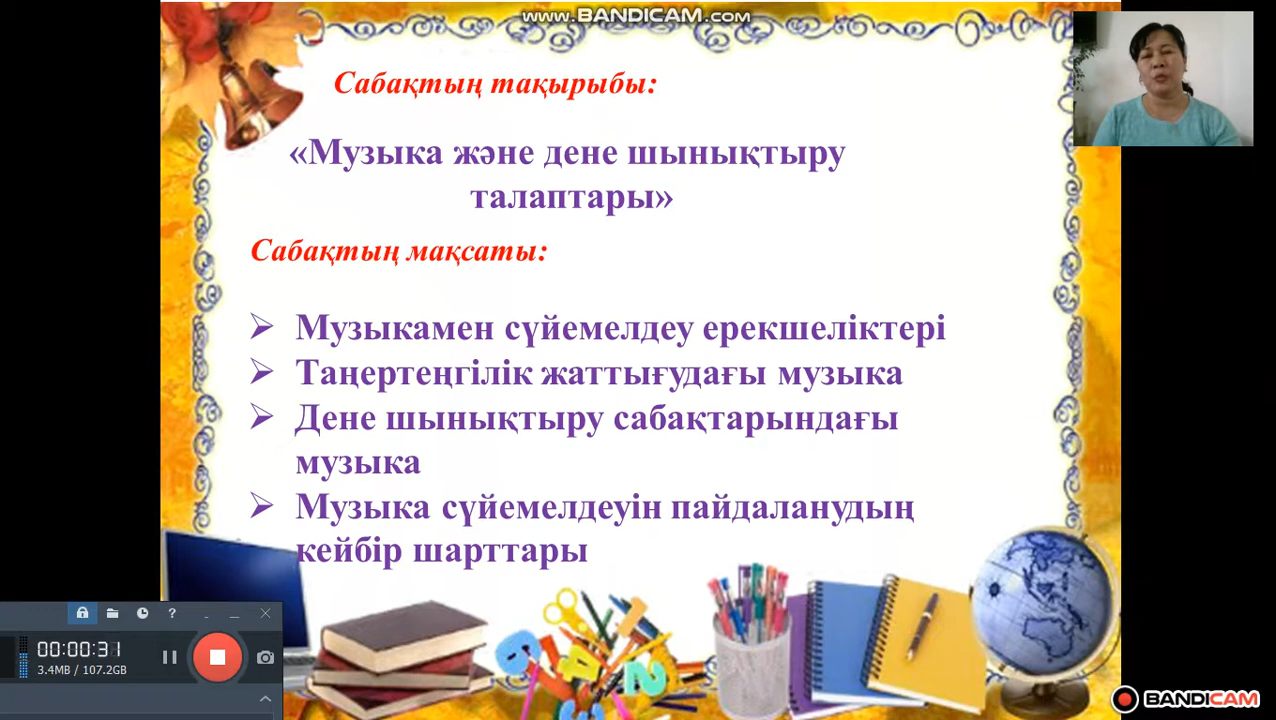 www.BANDICAM.com
Сабақтың тақырыбы:
«Музыка және дене шынықтыру
талаптары»
Сабақтың мақсаты:
Музыкамен сүйемелдеу ерекшеліктері
Таңертеңгілік жаттығудағы музыка
Дене шынықтыру сабақтарындағы
музыка
Музыка сүйемелдеуін пайдаланудың
кейбір шарттары
00:00:31
3.4MB / 107.2GB
BANDICAM